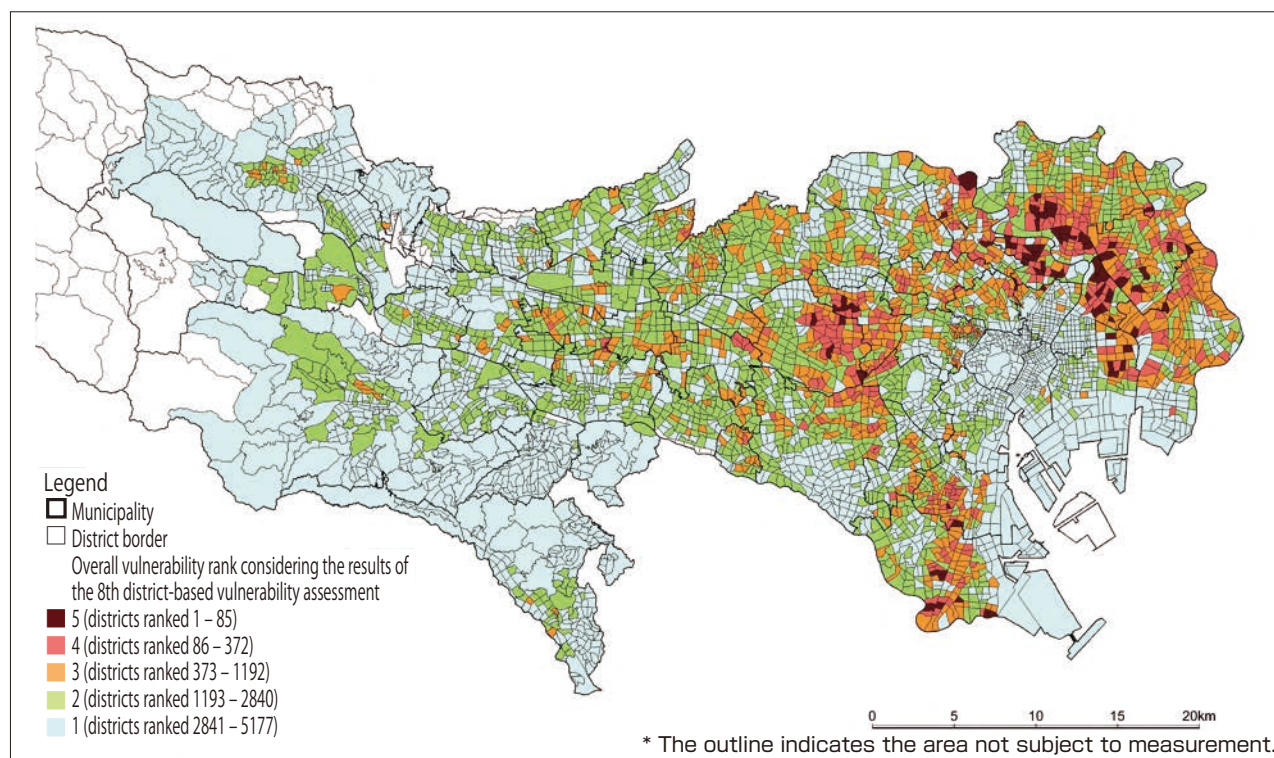 Legend
Municipality
District border
Overall vulnerability rank considering the results of
the 8th district-based vulnerability assessment
5 (districts ranked 1 – 85)
4 (districts ranked 86 – 372)
3 (districts ranked 373 – 1192)
2 (districts ranked 1193 – 2840)
1 (districts ranked 2841 – 5177)
0 5 10 15 20km
* The outline indicates the area not subject to measurement.